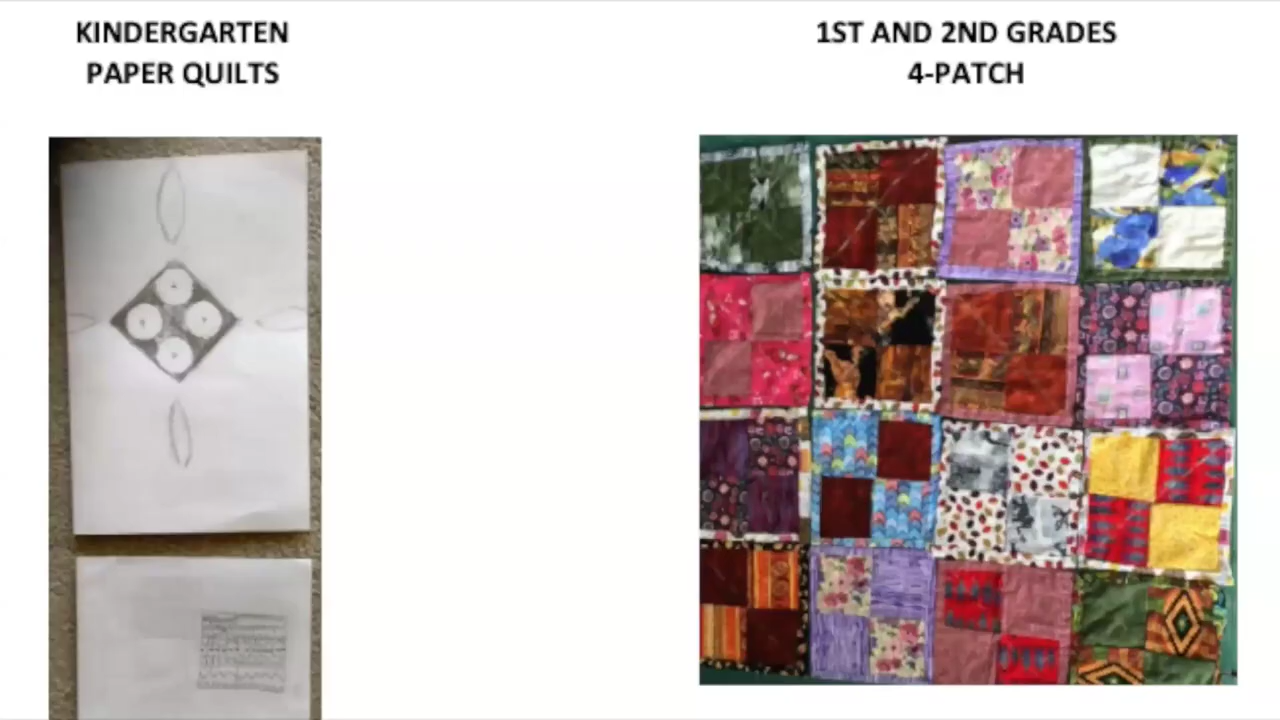 KINDERGARTEN
PAPER QUILTS
1ST AND 2ND GRADES
4-PATCH